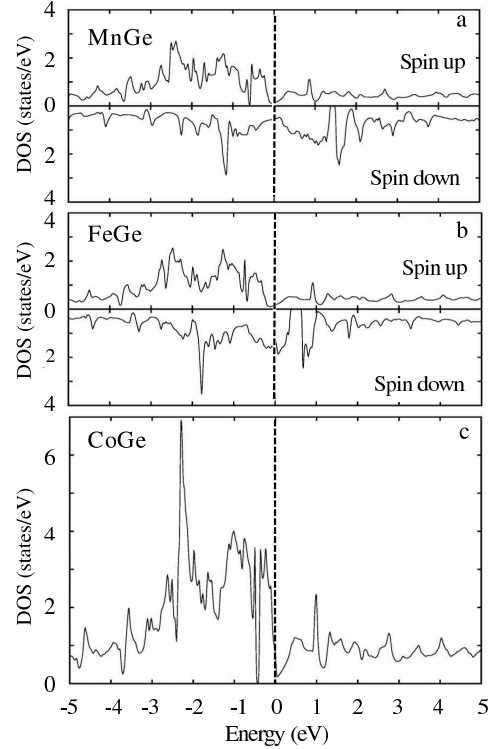 4
MnGe
a
2
Spin up
DOS (states/eV)
0
2
Spin down
4
4
FeGe
b
2
Spin up
DOS (states/eV)
0
2
Spin down
4
CoGe
c
6
4
DOS (states/eV)
2
0
-5 -4 -3 -2 -1 0 1 2 3 4 5
Energy (eV)